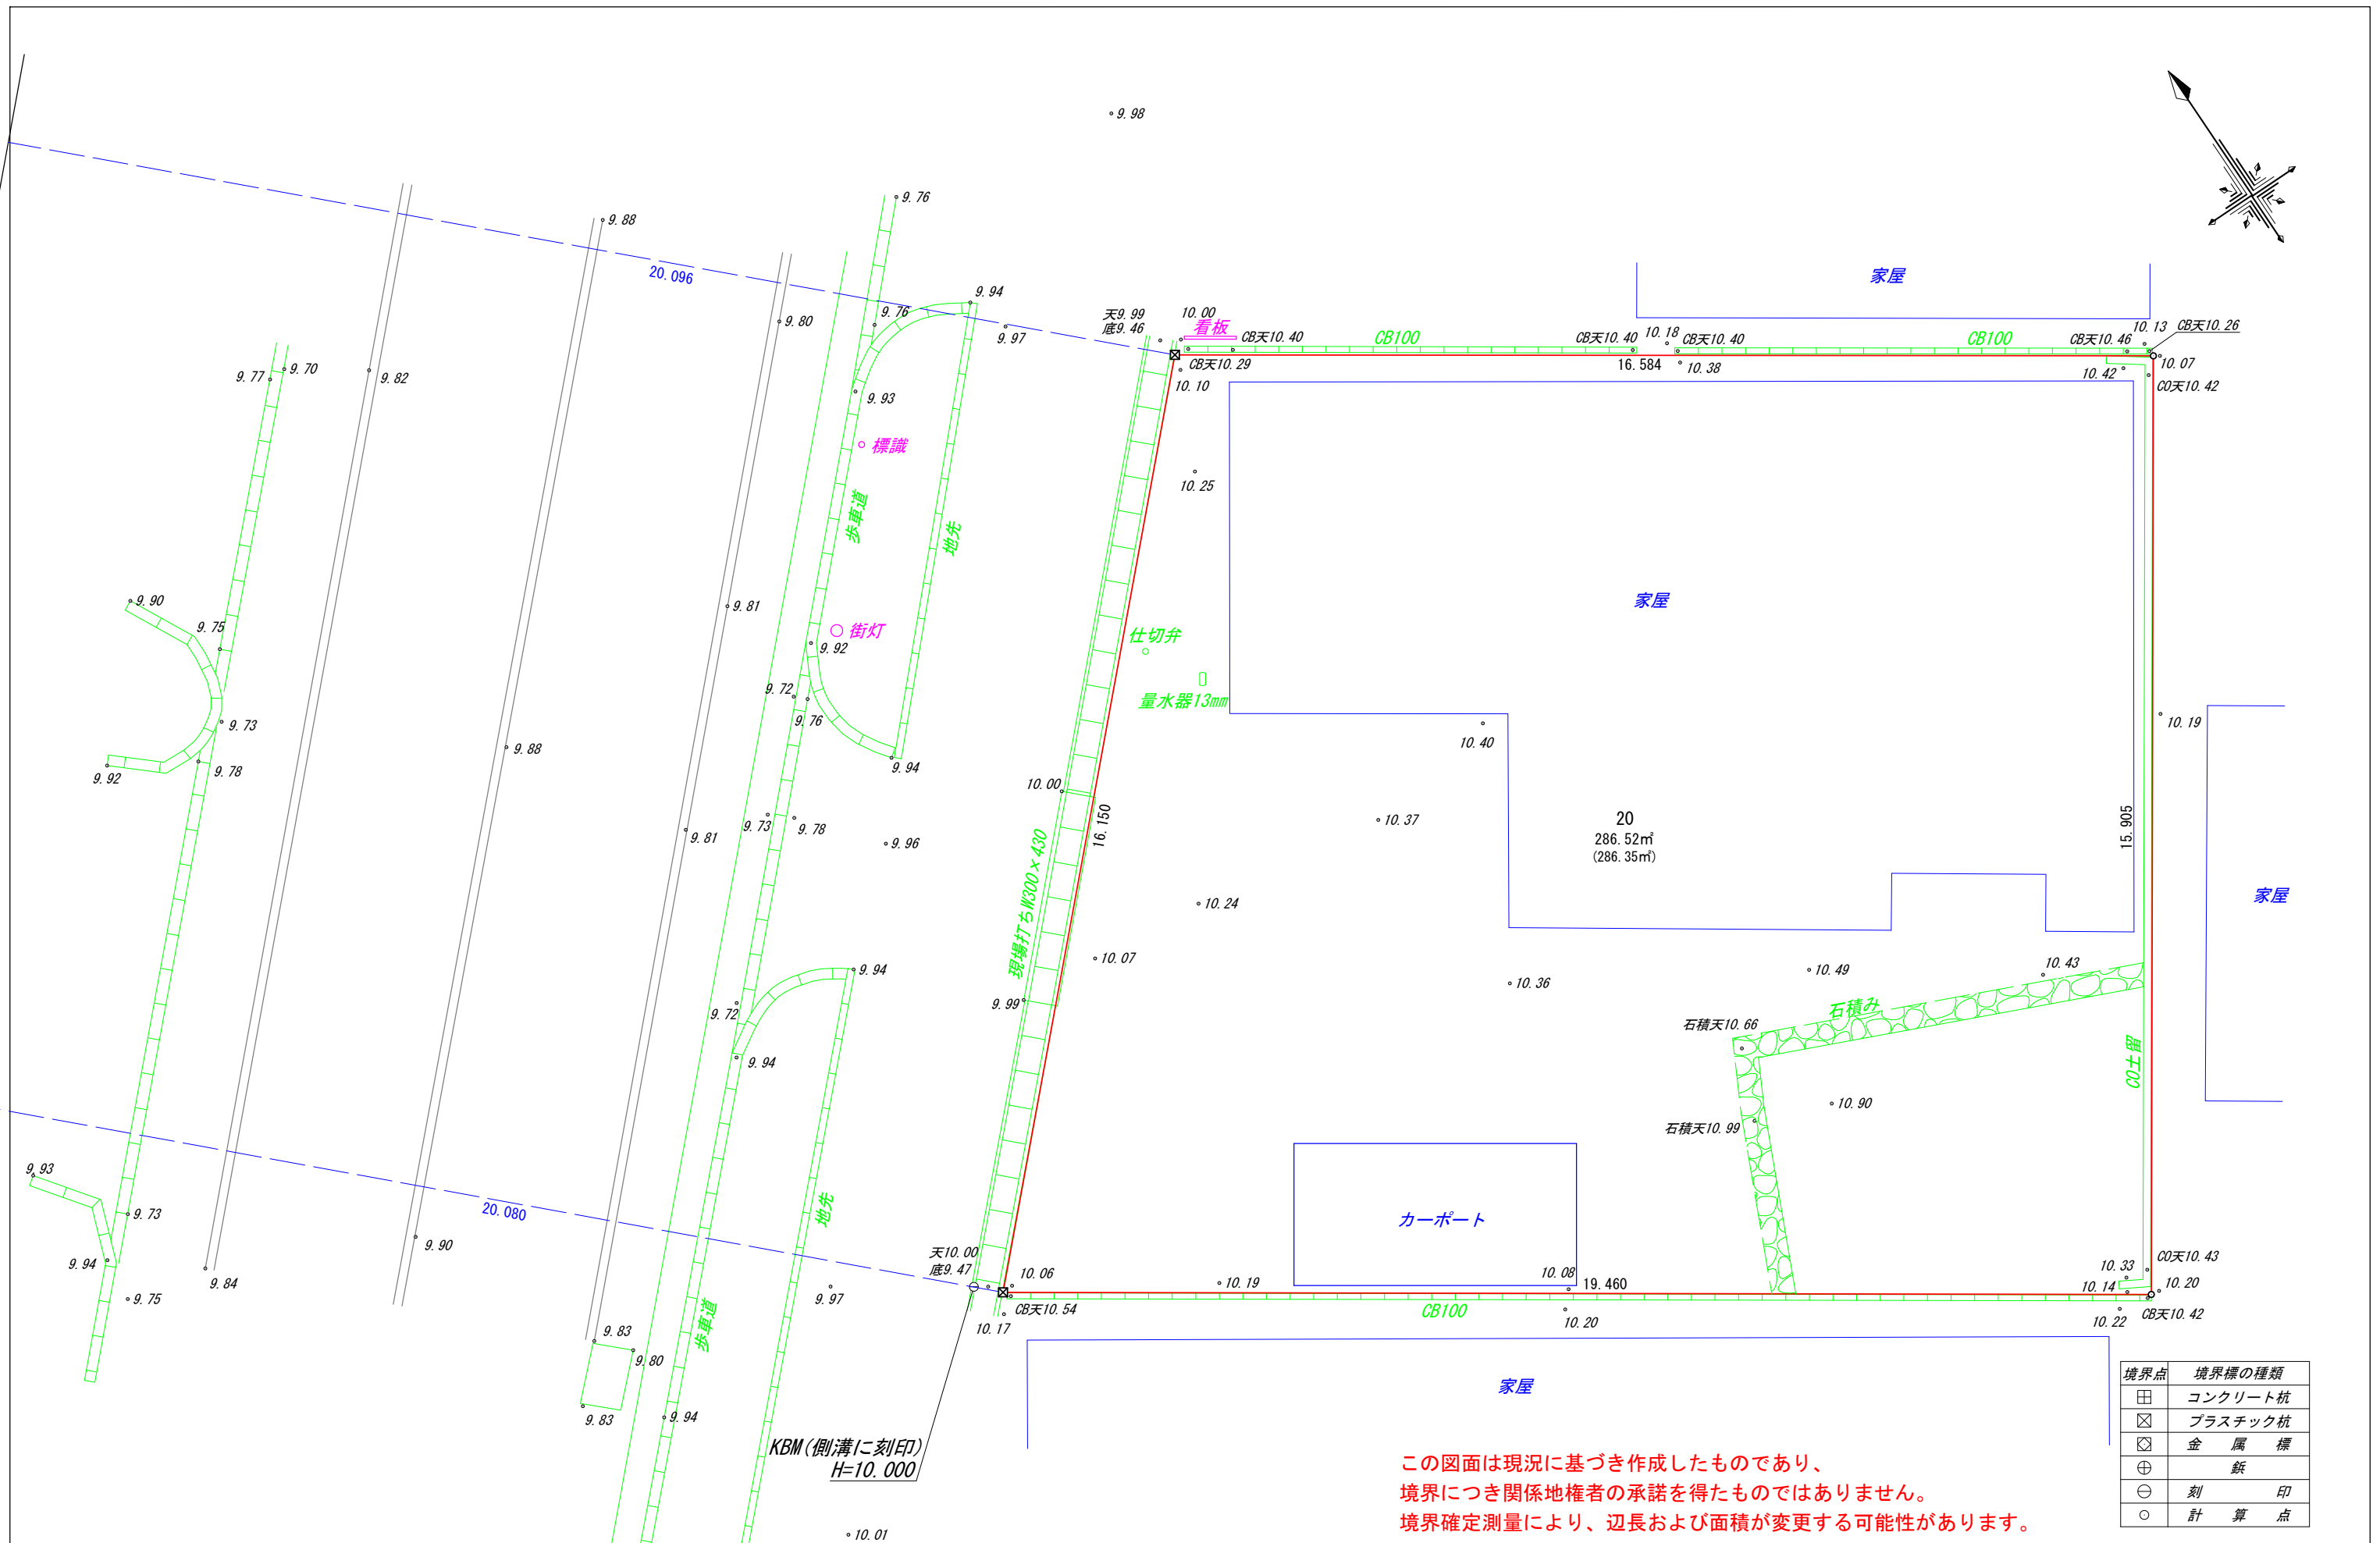 9.98
9.76
9.88
20.096
家屋
9.94
天9.99
底9.46
10.00
看板
9.76
9.80
9.97
CB天10.40
CB100
CB天10.40
10.18
CB天10.40
CB100
CB天10.46
10.13
CB天10.26
CB天10.29
16.584
10.38
10.42
10.07
CO天10.42
10.10
9.77
9.70
9.82
9.93
標識
10.25
歩車道
地先
9.90
9.81
家屋
9.75
街灯
9.92
仕切弁
量水器13mm
9.72
9.76
9.73
10.19
9.88
10.40
9.92
9.78
9.94
10.00
16.150
9.81
9.73
9.78
9.96
10.37
20
286.52㎡
(286.35㎡)
15.905
家屋
現場打ちW300×430
10.24
10.07
9.94
10.36
10.49
10.43
9.99
9.72
石積み
石積天10.66
9.94
CO土留
10.90
石積天10.99
9.93
9.73
20.080
地先
カーポート
9.90
9.94
9.84
天10.00
底9.47
10.06
10.19
10.08
19.460
10.33
CO天10.43
10.14
10.20
9.75
9.97
CB天10.54
CB100
10.17
10.20
10.22
CB天10.42
歩車道
9.83
9.80
9.83
9.94
家屋
KBM(側溝に刻印)
H=10.000
10.01
この図面は現況に基づき作成したものであり、
境界につき関係地権者の承諾を得たものではありません。
境界確定測量により、辺長および面積が変更する可能性があります。
境界点 境界標の種類
コンクリート杭
プラスチック杭
金属標
鋲
刻印
計算点